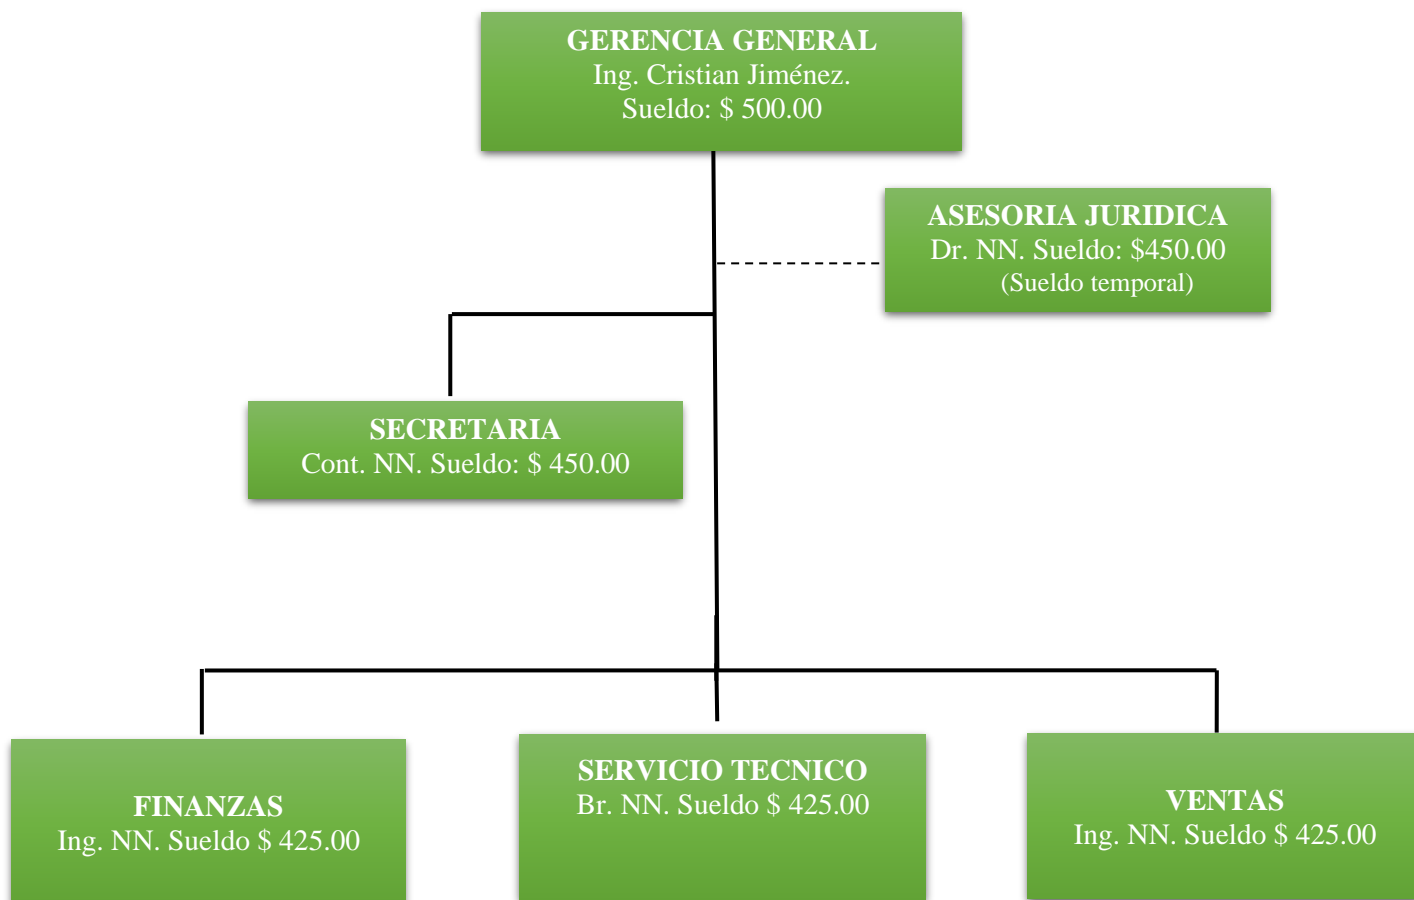 GERENCIA GENERAL
Ing. Cristian Jiménez.
Sueldo: $ 500.00
ASESORIA JURIDICA
Dr. NN. Sueldo: $450.00
(Sueldo temporal)
SECRETARIA
Cont. NN. Sueldo: $ 450.00
FINANZAS
Ing. NN. Sueldo $ 425.00
SERVICIO TECNICO
Br. NN. Sueldo $ 425.00
VENTAS
Ing. NN. Sueldo $ 425.00